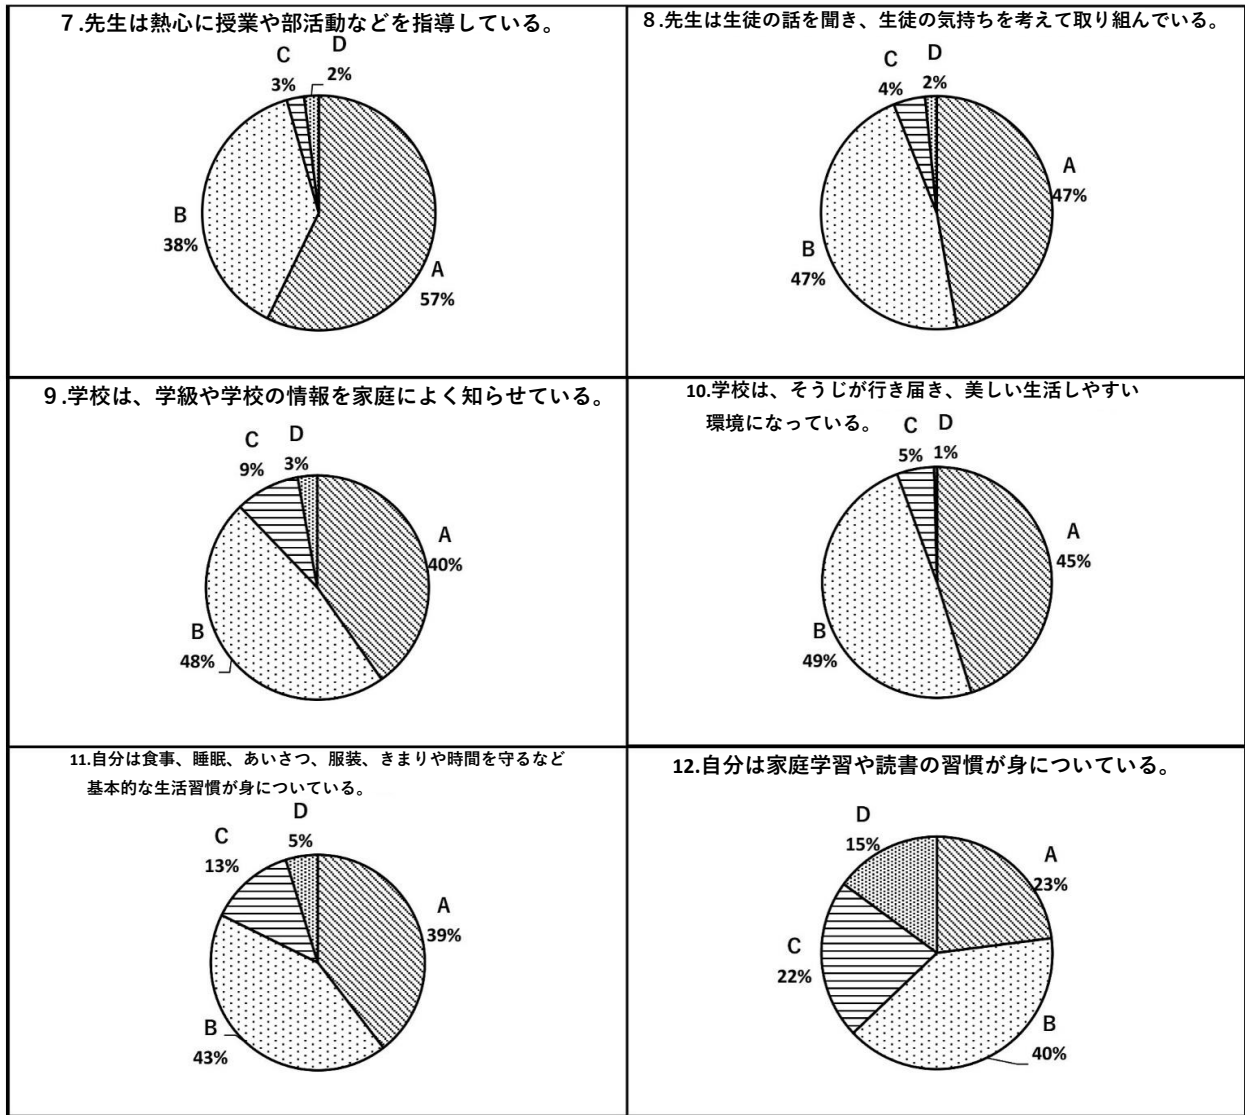 ７.先生は熱心に授業や部活動などを指導している。
C
D
3%
2%
B
38%
A
57%
８.先生は生徒の話を聞き、生徒の気持ちを考えて取り組んでいる。
C
D
4%
2%
A
47%
B
47%
９.学校は、学級や学校の情報を家庭によく知らせている。
C
D
9%
3%
A
40%
B
48%
10.学校は、そうじが行き届き、美しい生活しやすい
環境になっている。
C
D
5%
1%
A
45%
B
49%
11.自分は食事、睡眠、あいさつ、服装、きまりや時間を守るなど
基本的な生活習慣が身についている。
D
5%
C
13%
A
39%
B
43%
12.自分は家庭学習や読書の習慣が身についている。
D
15%
A
23%
C
22%
B
40%